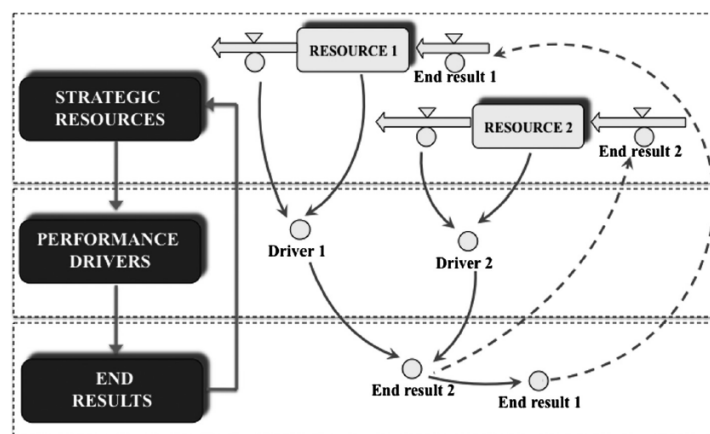 RESOURCE 1
End result 1
STRATEGIC
RESOURCES
RESOURCE 2
End result 2
PERFORMANCE
DRIVERS
Driver 1
Driver 2
END
RESULTS
End result 2
End result 1